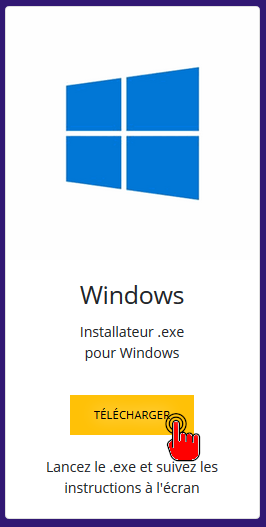 Windows
Installateur .exe
pour Windows
TÉLÉCHARGER
Lancez le .exe et suivez les
instructions à l'écran